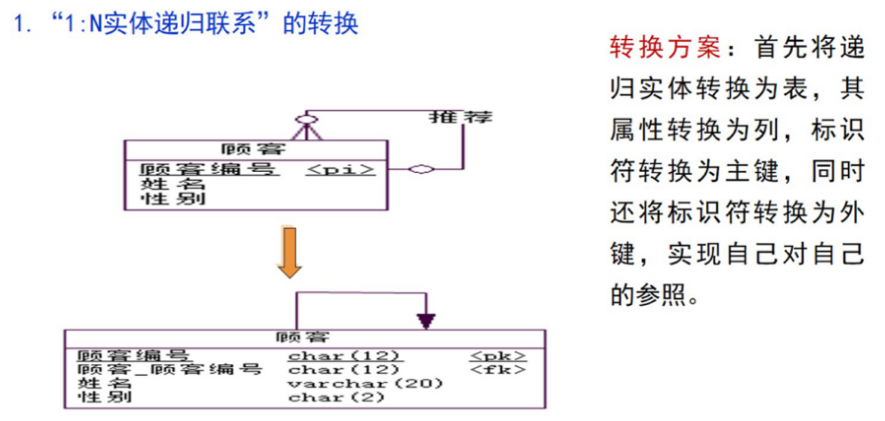 1. “1:N实体递归联系”的转换
推荐
顾客
顾客编号 <pi>
姓名
性别
顾客
顾客编号 char(12) <pk>
顾客_顾客编号 char(12) <fk>
姓名 varchar(20)
性别 char(2)
转换方案：首先将递
归实体转换为表，其
属性转换为列，标识
符转换为主键，同时
还将标识符转换为外
键，实现自己对自己
的参照。